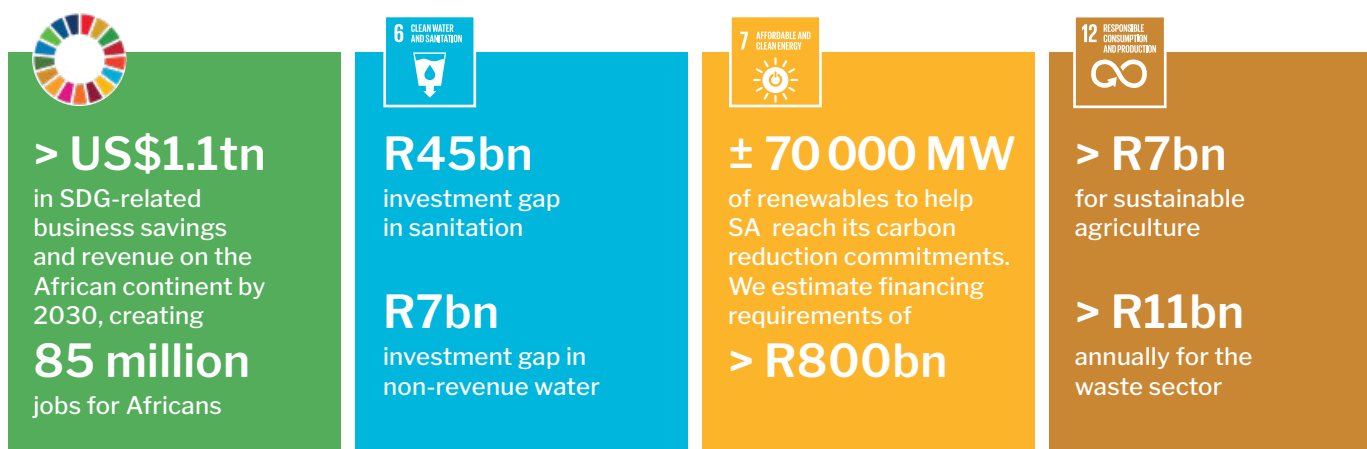 > US$1.1tn
in SDG-related
business savings
and revenue on the
African continent by
2030, creating
85 million
jobs for Africans
6 CLEAN WATER
AND SANITATION
R45bn
investment gap
in sanitation
R7bn
investment gap in
non-revenue water
7 AFFORDABLE AND
CLEAN ENERGY
± 70 000 MW
of renewables to help
SA reach its carbon
reduction commitments.
We estimate financing
requirements of
> R800bn
12 RESPONSIBLE
CONSUMPTION
AND PRODUCTION
> R7bn
for sustainable
agriculture
> R11bn
annually for the
waste sector